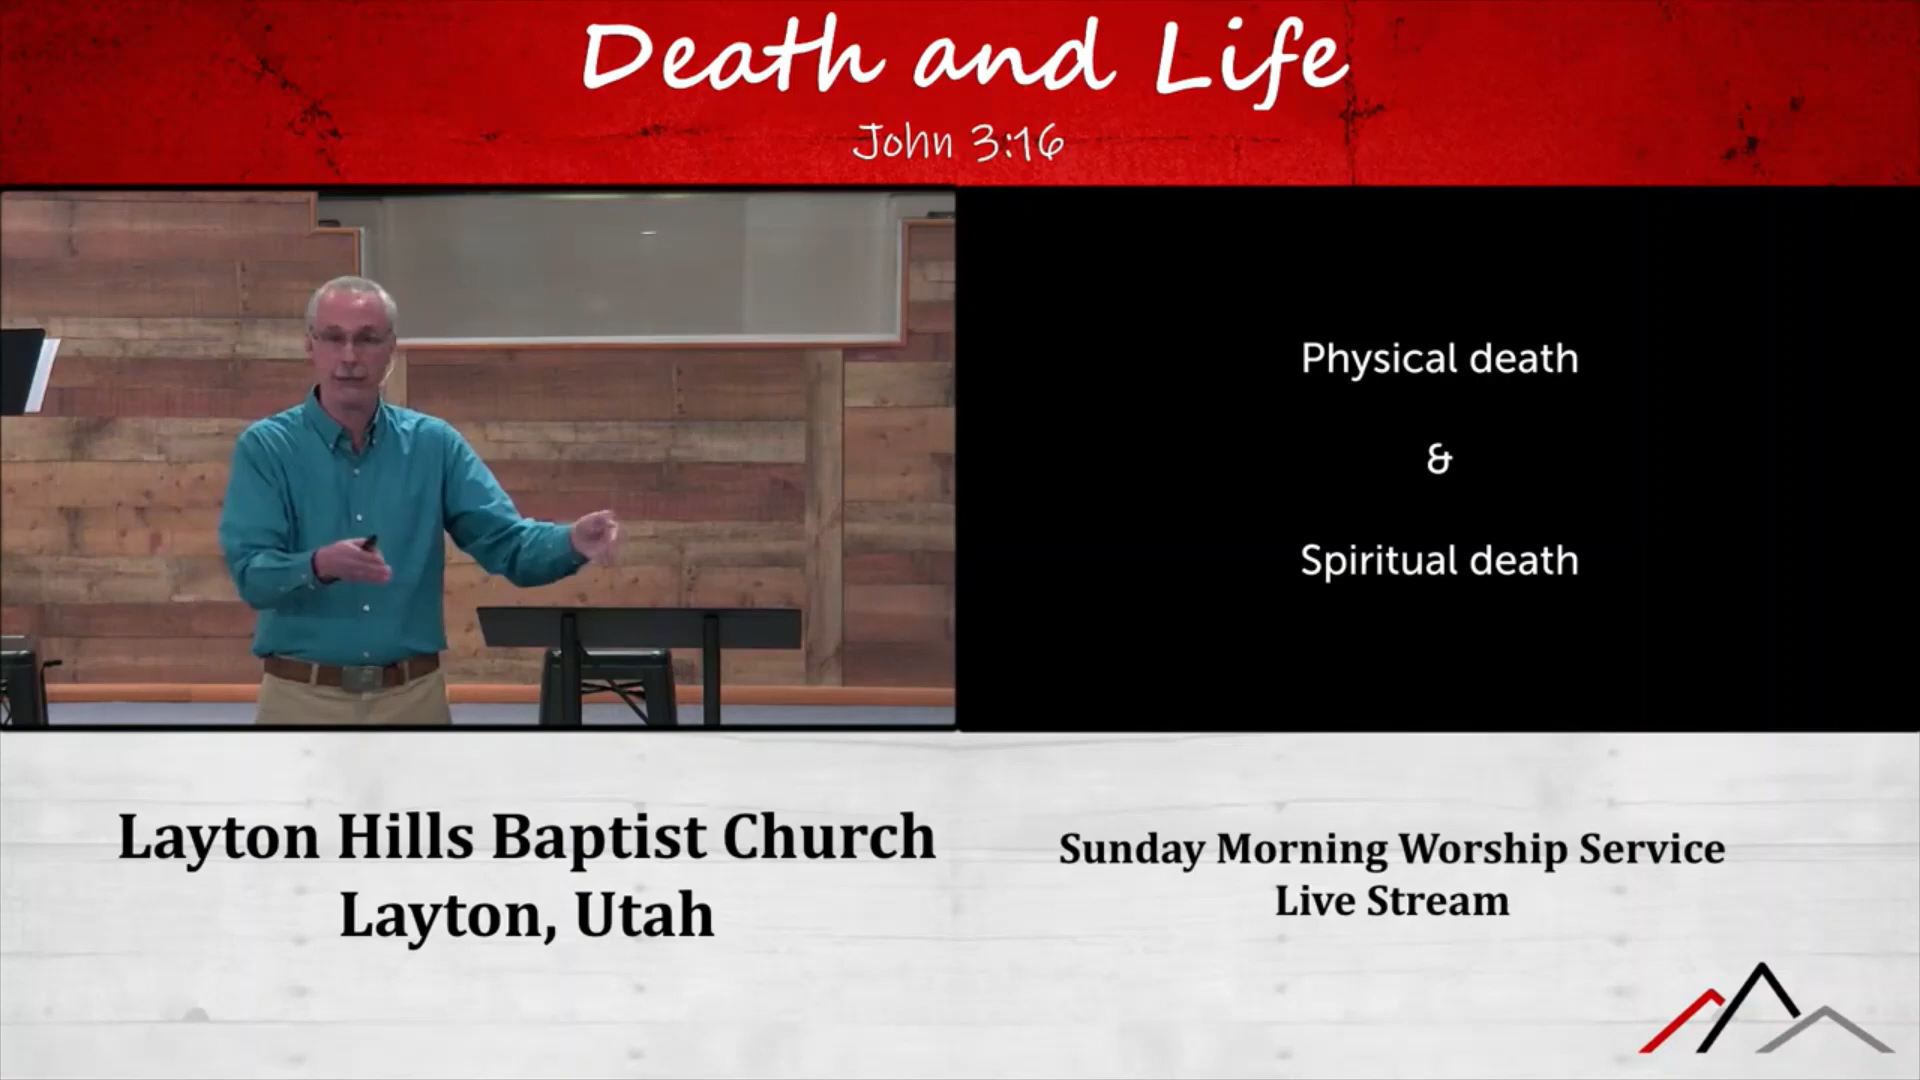 Death and Life
John 3:16
Physical death
&
Spiritual death
Layton Hills Baptist Church
Layton, Utah
Sunday Morning Worship Service
Live Stream